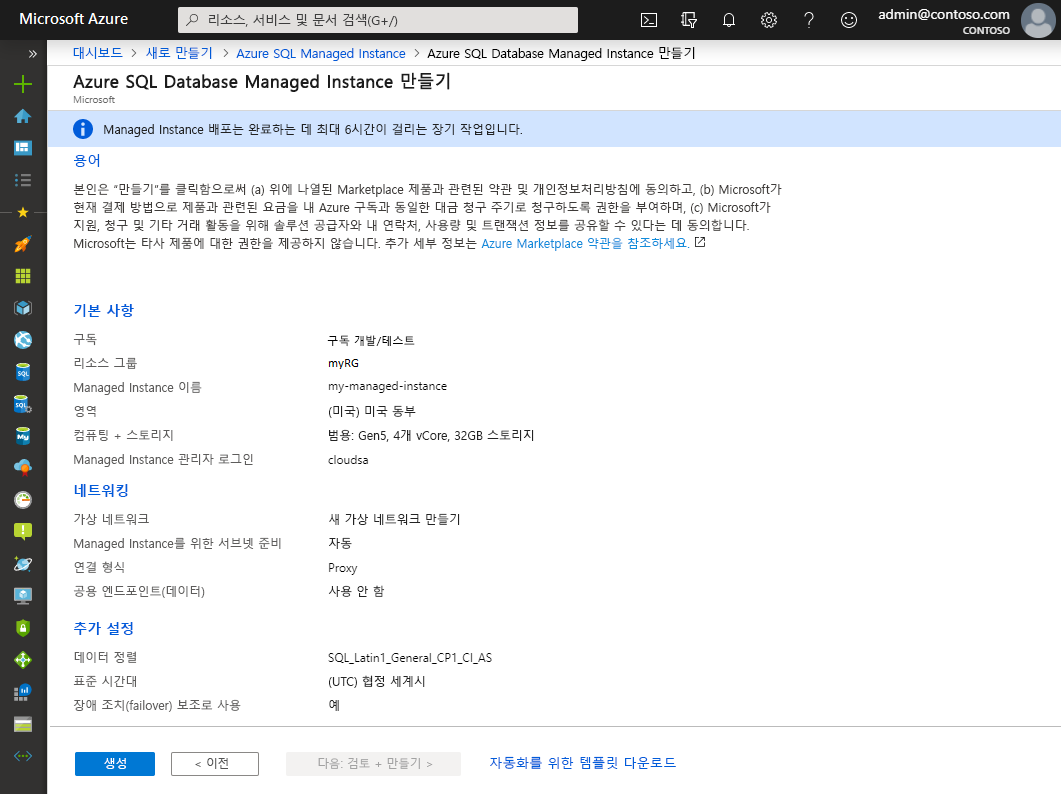 Microsoft Azure
리소스, 서비스 및 문서 검색(G+/)
admin@contoso.com
CONTOSO
대시보드 > 새로 만들기 > Azure SQL Managed Instance > Azure SQL Database Managed Instance 만들기
Azure SQL Database Managed Instance 만들기
Microsoft
Managed Instance 배포는 완료하는 데 최대 6시간이 걸리는 장기 작업입니다.
용어
본인은 "만들기"를 클릭함으로써 (a) 위에 나열된 Marketplace 제품과 관련된 약관 및 개인정보처리방침에 동의하고, (b) Microsoft가
현재 결제 방법으로 제품과 관련된 요금을 내 Azure 구독과 동일한 대금 청구 주기로 청구하도록 권한을 부여하며, (c) Microsoft가
지원, 청구 및 기타 거래 활동을 위해 솔루션 공급자와 내 연락처, 사용량 및 트랜잭션 정보를 공유할 수 있다는 데 동의합니다.
Microsoft는 타사 제품에 대한 권한을 제공하지 않습니다. 추가 세부 정보는 Azure Marketplace 약관을 참조하세요.
기본 사항
구독 구독 개발/테스트
리소스 그룹 myRG
Managed Instance 이름 my-managed-instance
영역 (미국) 미국 동부
컴퓨팅 + 스토리지 범용: Gen5, 4개 vCore, 32GB 스토리지
Managed Instance 관리자 로그인 cloudsa
네트워킹
가상 네트워크 새 가상 네트워크 만들기
Managed Instance를 위한 서브넷 준비 자동
연결 형식 Proxy
공용 엔드포인트(데이터) 사용 안 함
추가 설정
데이터 정렬 SQL_Latin1_General_CP1_CI_AS
표준 시간대 (UTC) 협정 세계시
장애 조치(failover) 보조로 사용 예
생성 < 이전 다음: 검토 + 만들기 > 자동화를 위한 템플릿 다운로드